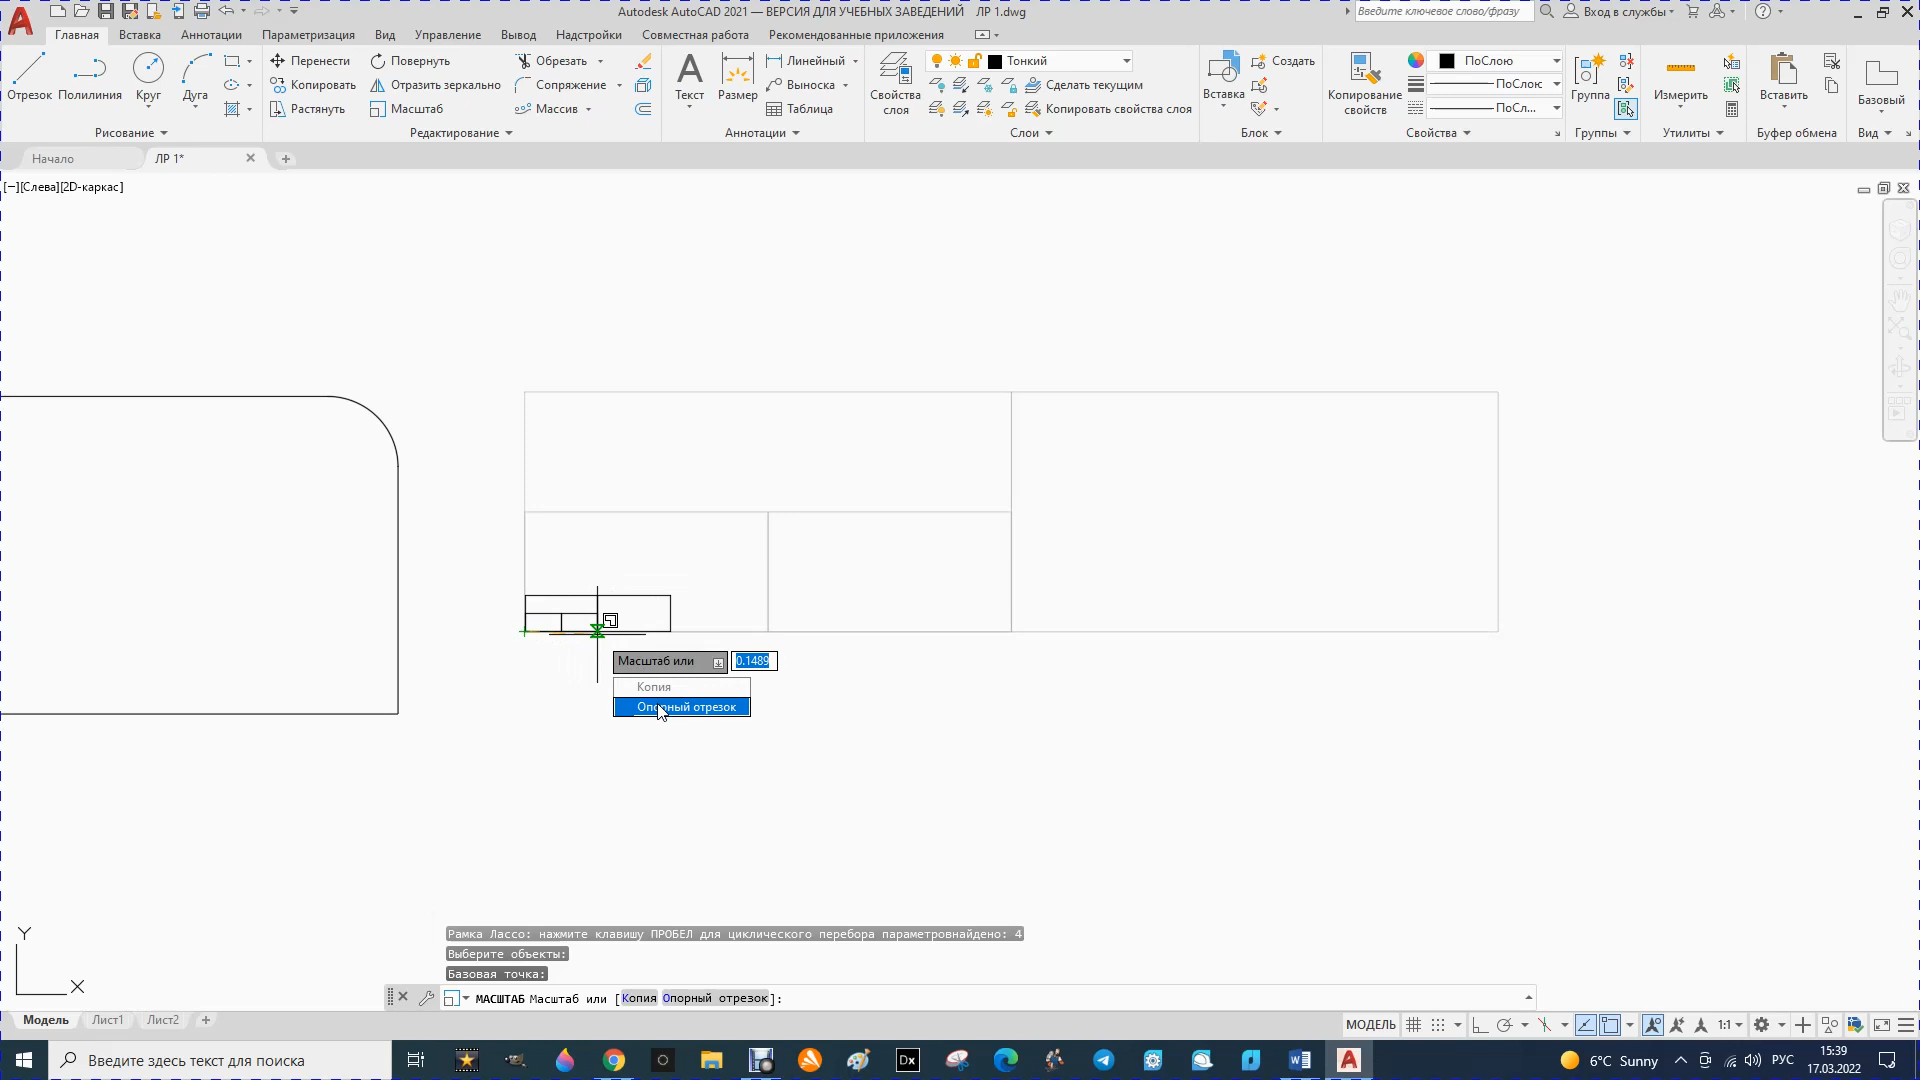 Autodesk AutoCAD 2021 — ВЕРСИЯ ДЛЯ УЧЕБНЫХ ЗАВЕДЕНИЙ ЛР 1.dwg
Введите ключевое слово/фразу
Вход в службы
Главная Вставка Аннотации Параметризация Вид Управление Вывод Надстройки Совместная работа Рекомендованные приложения
Отрезок Полилиния Круг Дуга
Рисование
Перенести Повернуть Обрезать
Копировать Отразить зеркально Сопряжение
Растянуть Масштаб Массив
Редактирование
Текст Размер
Линейный
Выноска
Таблица
Аннотации
Свойства слоя
Тонкий
Сделать текущим
Копировать свойства слоя
Слои
Вставка
Создать
Блок
Копирование свойств
ПоСлою
ПоСлою
ПоСл...
Свойства
Группа
Группы
Измерить
Утилиты
Вставить
Буфер обмена
Базовый
Вид
Начало ЛР 1*
[−][Слева][2D-каркас]
Масштаб или 0.1489
Копия
Опорный отрезок
Рамка Лассо: нажмите клавишу ПРОБЕЛ для циклического перебора параметровнайдено: 4
Выберите объекты:
Базовая точка:
МАСШТАБ Масштаб или [Копия Опорный отрезок]:
Y
X
Модель Лист1 Лист2 +
МОДЕЛЬ 1:1
Введите здесь текст для поиска
Dx
6°C Sunny
РУС
15:39
17.03.2022